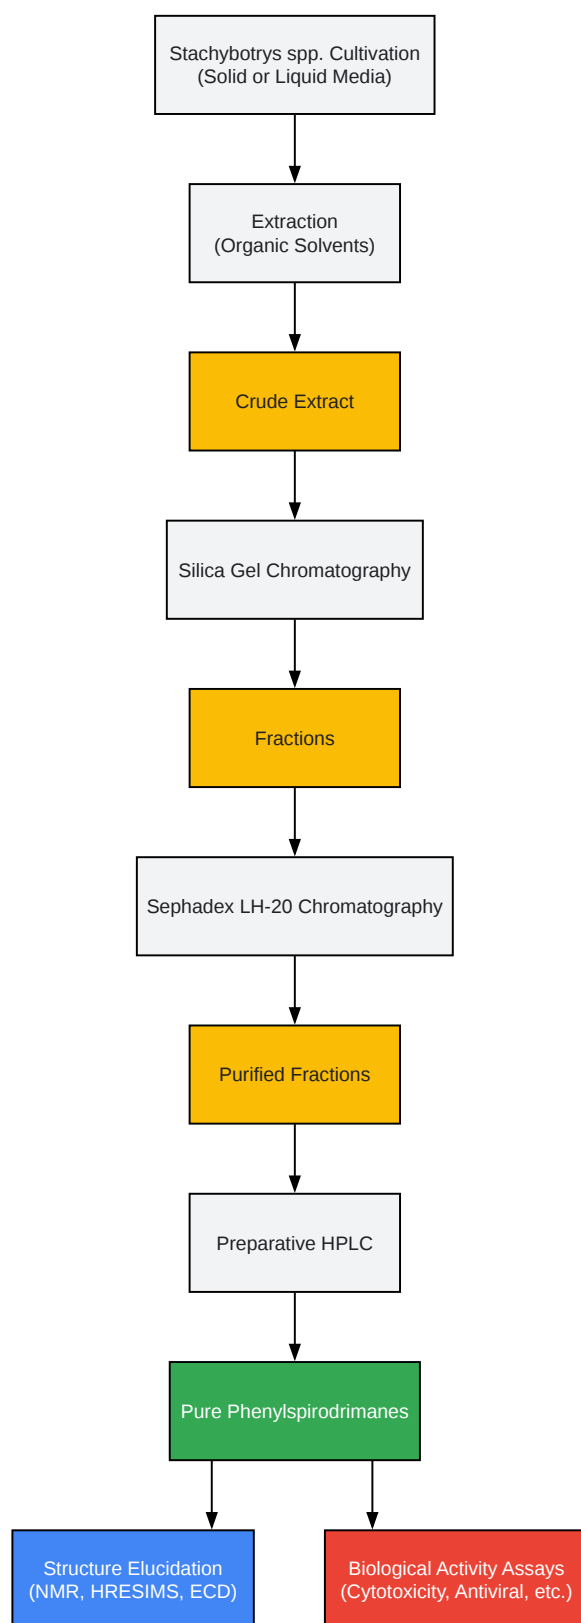 Stachybotrys spp. Cultivation
(Solid or Liquid Media)
Extraction
(Organic Solvents)
Crude Extract
Silica Gel Chromatography
Fractions
Sephadex LH-20 Chromatography
Purified Fractions
Preparative HPLC
Pure Phenylspirodrimanes
Structure Elucidation
(NMR, HRESIMS, ECD)
Biological Activity Assays
(Cytotoxicity, Antiviral, etc.)